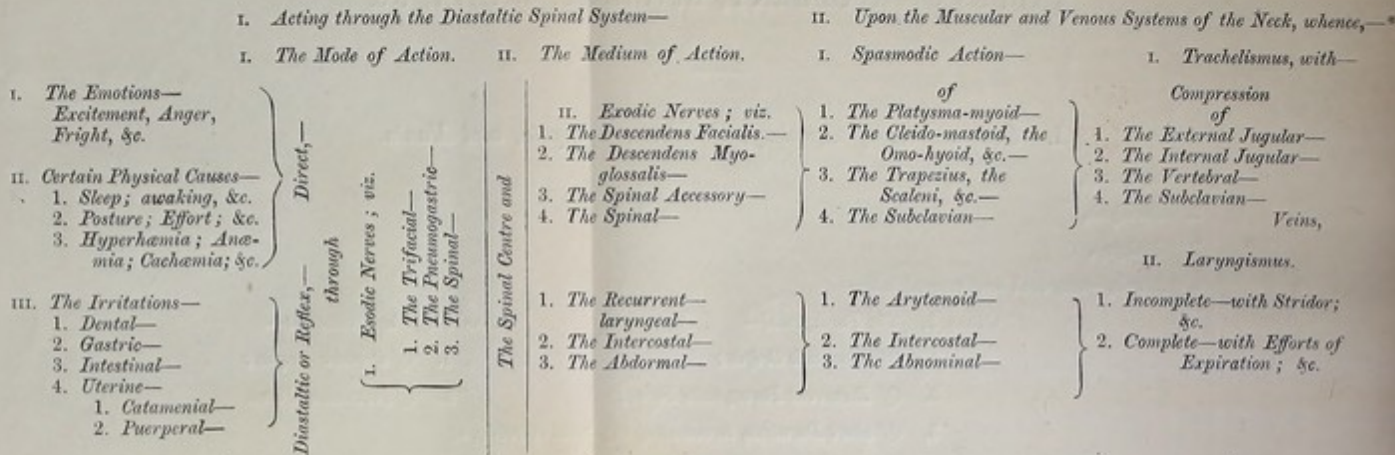 I. Acting through the Diastaltic Spinal System—
II. Upon the Muscular and Venous Systems of the Neck, whence,—*
I. The Mode of Action.
II. The Medium of Action.
I. Spasmodic Action—
I. Trachelismus, with—
I. The Emotions—
Excitement, Anger,
Fright, &c.
II. Certain Physical Causes—
1. Sleep; awaking, &c.
2. Posture; Effort; &c.
3. Hyperhæmia; Anæ-
mia; Cachæmia; &c.
III. The Irritations—
1. Dental—
2. Gastric—
3. Intestinal—
4. Uterine—
1. Catamenial—
2. Puerperal—
Direct,—
Diastaltic or Reflex,—
through
I. Esodic Nerves; viz.
1. The Trifacial—
2. The Pneumogastric—
3. The Spinal—
The Spinal Centre and
II. Exodic Nerves; viz.
1. The Descendens Facialis.—
2. The Descendens Myo-
glossalis—
3. The Spinal Accessory—
4. The Spinal—
1. The Recurrent-
laryngeal—
2. The Intercostal—
3. The Abdormal—
of
1. The Platysma-myoid—
2. The Cleido-mastoid, the
Omo-hyoid, &c.—
3. The Trapezius, the
Scaleni, &c.—
4. The Subclavian—
1. The Arytænoid—
2. The Intercostal—
3. The Abnominal—
Compression
of
1. The External Jugular—
2. The Internal Jugular—
3. The Vertebral—
4. The Subclavian—
Veins,
II. Laryngismus.
1. Incomplete—with Stridor;
&c.
2. Complete—with Efforts of
Expiration; &c.